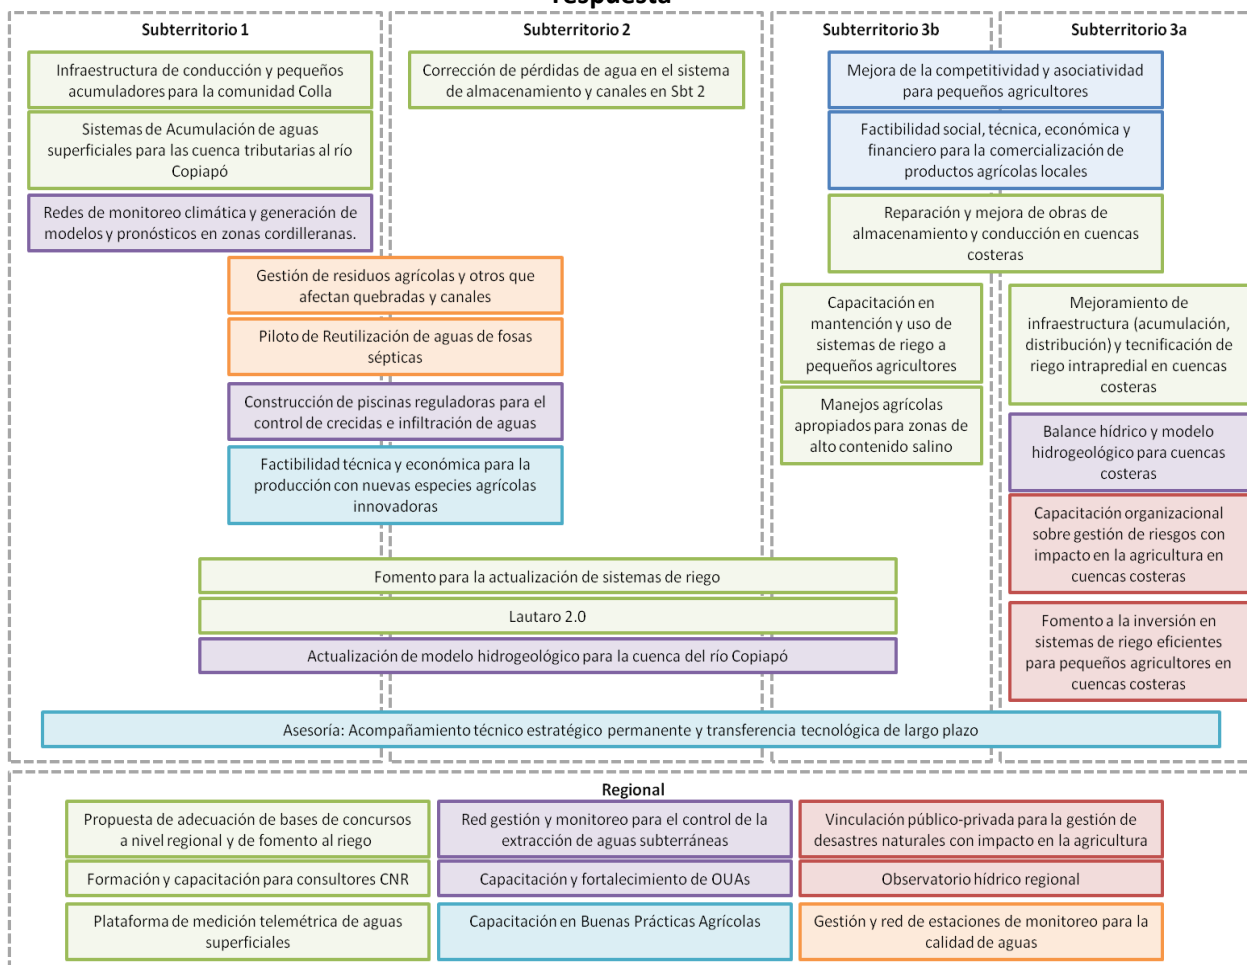 respuesta
Subterritorio 1
Subterritorio 2
Subterritorio 3b
Subterritorio 3a
Infraestructura de conducción y pequeños
acumuladores para la comunidad Colla
Sistemas de Acumulación de aguas
superficiales para las cuenca tributarias al río
Copiapó
Redes de monitoreo climática y generación de
modelos y pronósticos en zonas cordilleranas.
Corrección de pérdidas de agua en el sistema
de almacenamiento y canales en Sbt 2
Mejora de la competitividad y asociatividad
para pequeños agricultores
Factibilidad social, técnica, económica y
financiero para la comercialización de
productos agrícolas locales
Reparación y mejora de obras de
almacenamiento y conducción en cuencas
costeras
Gestión de residuos agrícolas y otros que
afectan quebradas y canales
Piloto de Reutilización de aguas de fosas
sépticas
Construcción de piscinas reguladoras para el
control de crecidas e infiltración de aguas
Factibilidad técnica y económica para la
producción con nuevas especies agrícolas
innovadoras
Capacitación en
mantención y uso de
sistemas de riego a
pequeños agricultores
Manejos agrícolas
apropiados para zonas de
alto contenido salino
Mejoramiento de
infraestructura (acumulación,
distribución) y tecnificación de
riego intrapredial en cuencas
costeras
Balance hídrico y modelo
hidrogeológico para cuencas
costeras
Capacitación organizacional
sobre gestión de riesgos con
impacto en la agricultura en
cuencas costeras
Fomento a la inversión en
sistemas de riego eficientes
para pequeños agricultores en
cuencas costeras
Fomento para la actualización de sistemas de riego
Lautaro 2.0
Actualización de modelo hidrogeológico para la cuenca del río Copiapó
Asesoría: Acompañamiento técnico estratégico permanente y transferencia tecnológica de largo plazo
Regional
Propuesta de adecuación de bases de concursos
a nivel regional y de fomento al riego
Red gestión y monitoreo para el control de la
extracción de aguas subterráneas
Vinculación público-privada para la gestión de
desastres naturales con impacto en la agricultura
Formación y capacitación para consultores CNR
Capacitación y fortalecimiento de OUAs
Observatorio hídrico regional
Plataforma de medición telemétrica de aguas
superficiales
Capacitación en Buenas Prácticas Agrícolas
Gestión y red de estaciones de monitoreo para la
calidad de aguas